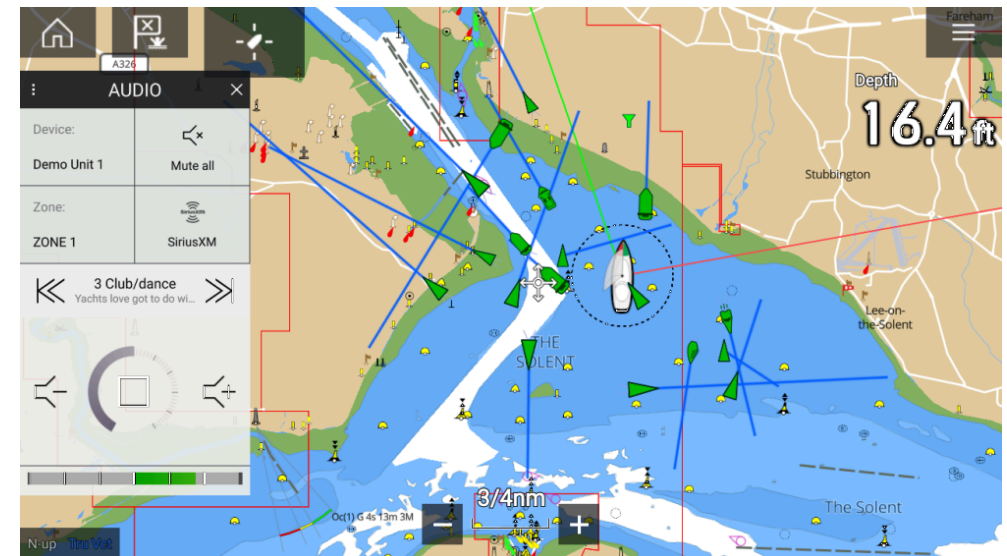 Fareham
A326
AUDIO
Depth
16.4 ft
Device:
Demo Unit 1
Mute all
Stubbington
Zone:
ZONE 1
SiriusXM
SiriusXM
3 Club/dance
Yachts love got to do wi...
Lee-on-
the-Solent
THE
SOLENT
3/4nm
The Solent
Oc(1) G 4s 13m 3M
N-up